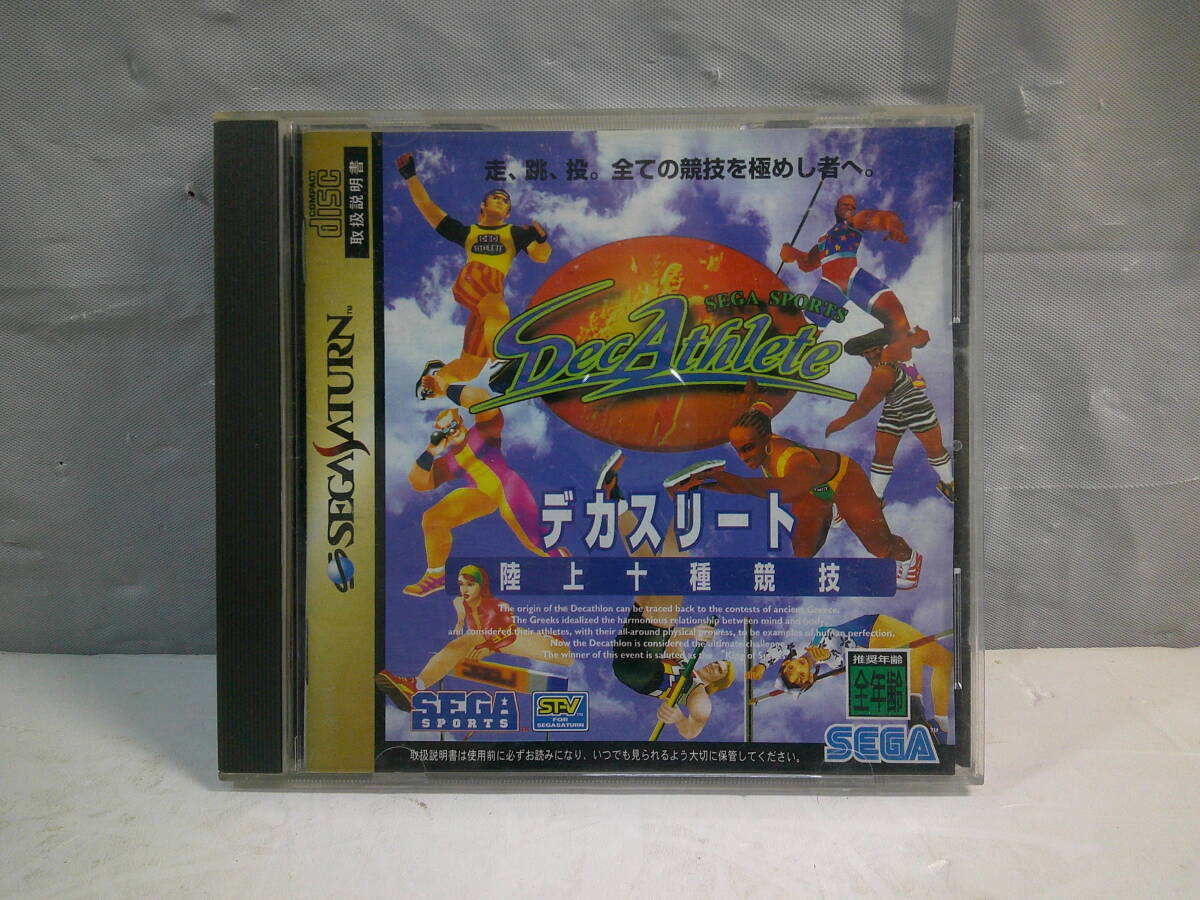 COMPACT
disc
取扱説明書
SEGA SATURN™
走、跳、投。全ての競技を極めし者へ。
SEGA SPORTS
DecAthlete
デカスリート
陸上十種競技
The origin of the Decathlon can be traced back to the contests of ancient Greece.
The Greeks idealized the harmonious relationship between mind and body,
and considered their athletes, with their all-around physical prowess, to be examples of human perfection.
Now the Decathlon is considered the ultimate challenge
The winner of this event is saluted as the "King of
SEGA
SPORTS
ST-V™
FOR
SEGASATURN
推奨年齢
全年齢
SEGA™
取扱説明書は使用前に必ずお読みになり、いつでも見られるよう大切に保管してください。